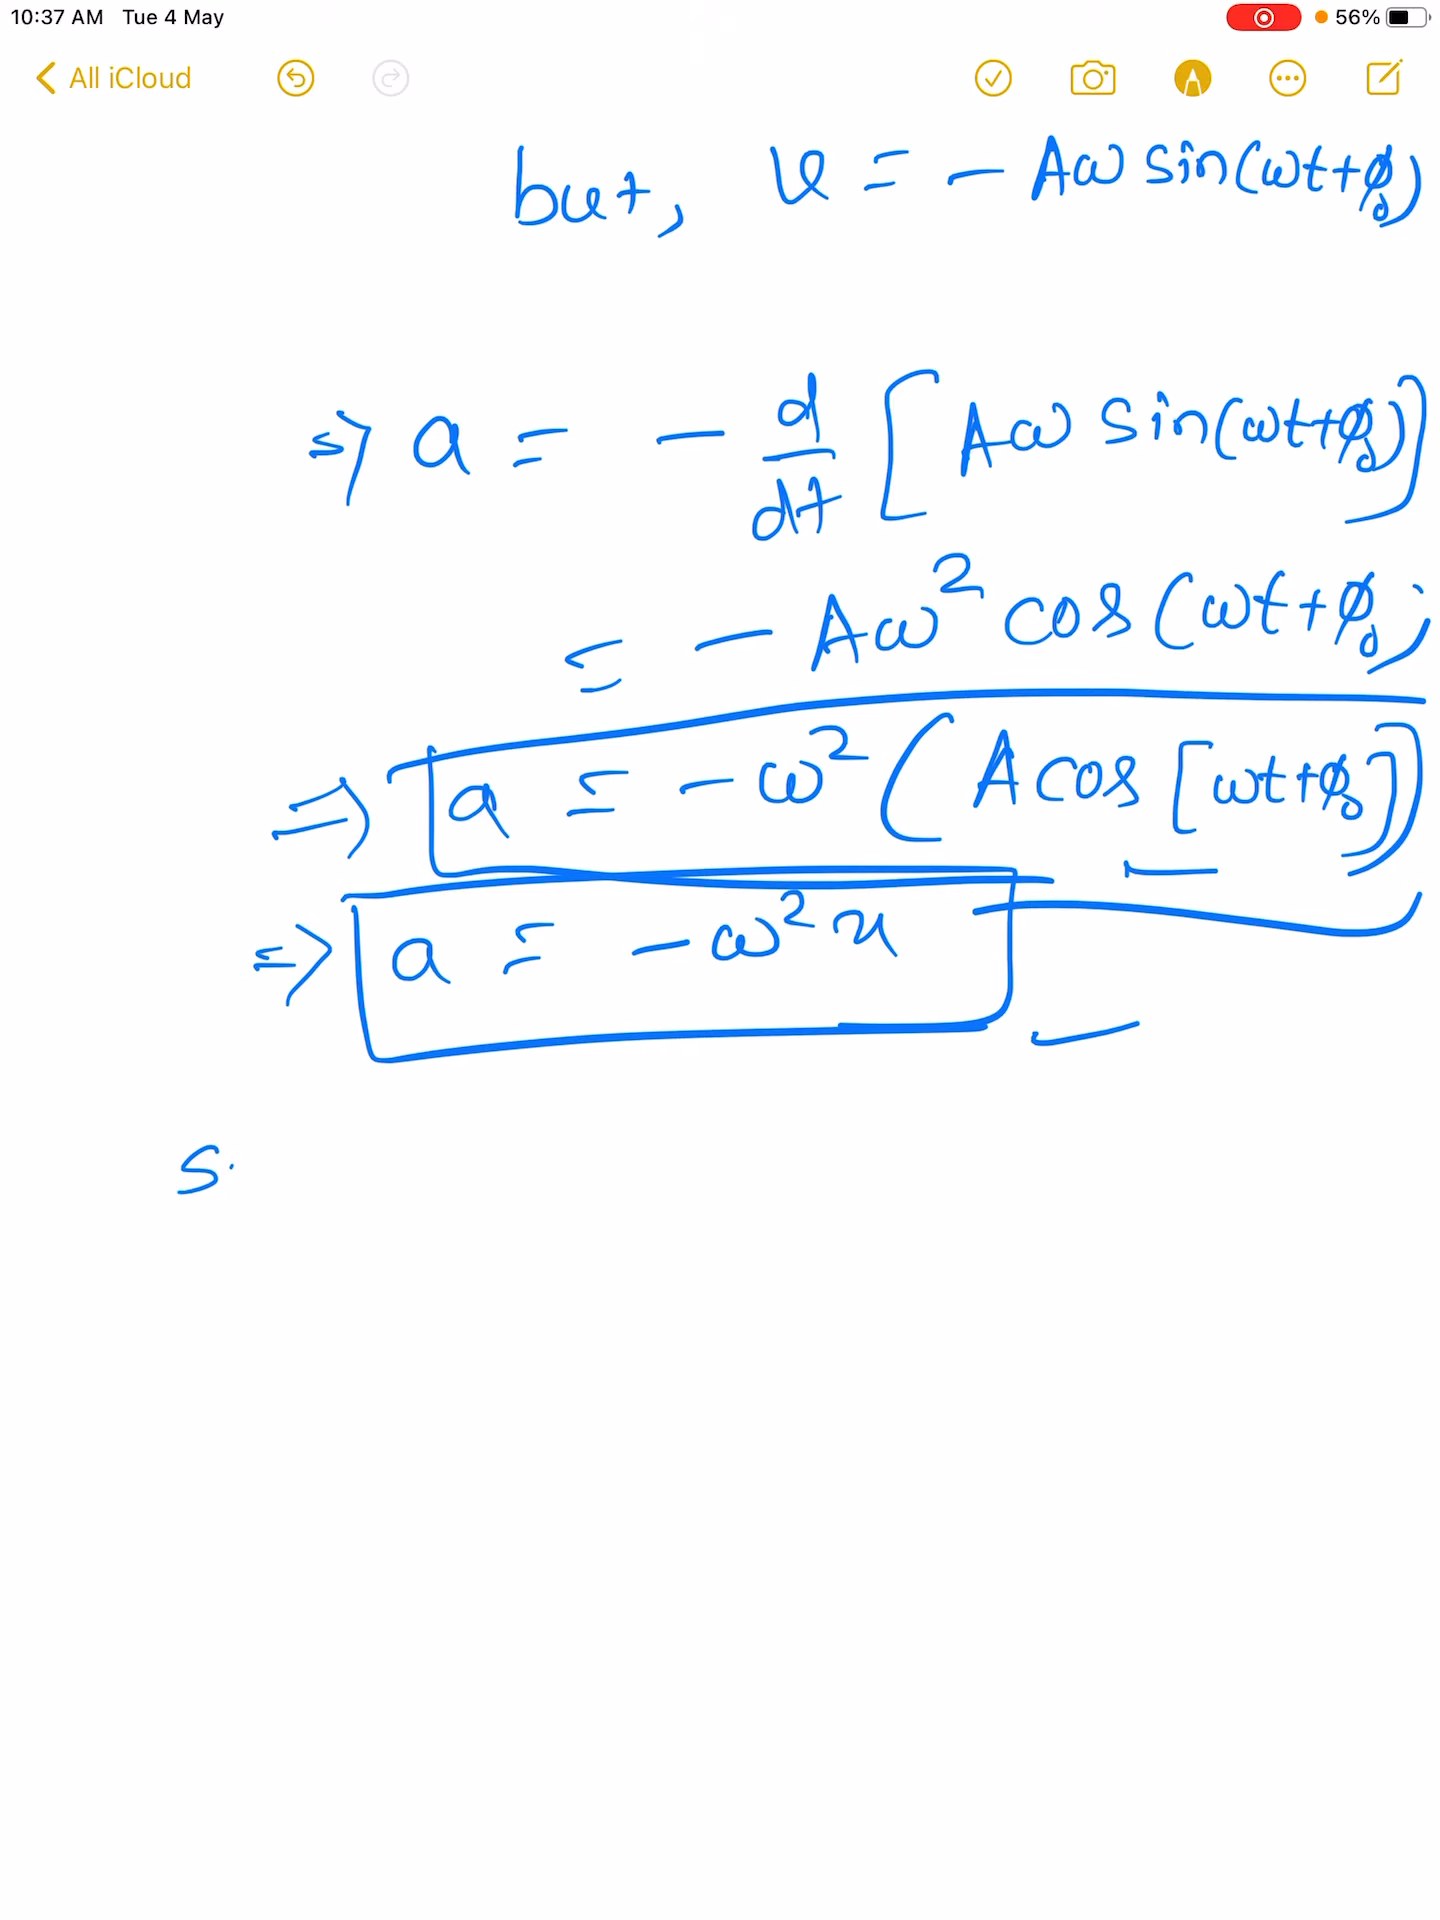 10:37 AM Tue 4 May 56%
All iCloud
but, v = - Aω sin(ωt+φ₀)
⇒ a = - d/dt [Aω sin(ωt+φ₀)]
= - Aω² cos(ωt+φ₀)
⇒ a = - ω² (A cos [ωt+φ₀])
⇒ a = - ω² x
S.